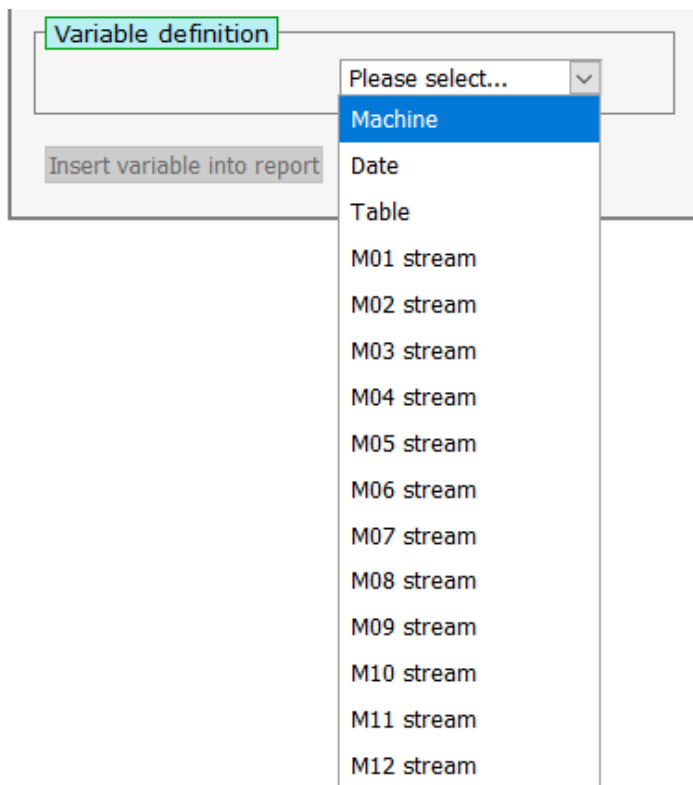 Variable definition
Please select...
Machine
Insert variable into report
Date
Table
M01 stream
M02 stream
M03 stream
M04 stream
M05 stream
M06 stream
M07 stream
M08 stream
M09 stream
M10 stream
M11 stream
M12 stream